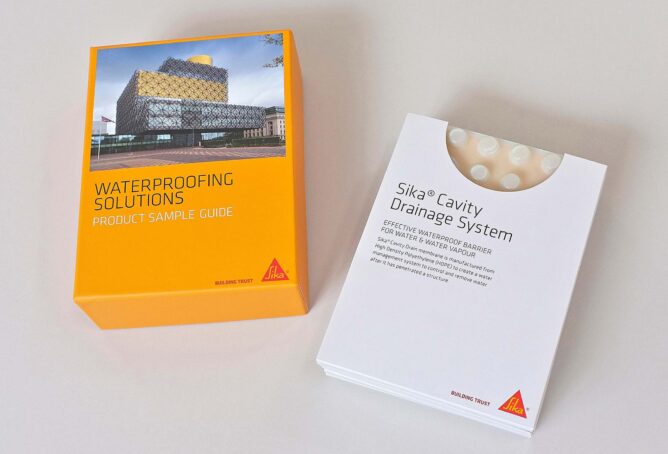 WATERPROOFING
SOLUTIONS
PRODUCT SAMPLE GUIDE
BUILDING TRUST
Sika
Sika® Cavity
Drainage System
EFFECTIVE WATERPROOF BARRIER
FOR WATER & WATER VAPOUR
Sika® Cavity Drain membrane is manufactured from
High Density Polyethylene (HDPE) to create a water
management system to control and remove water
after it has penetrated a structure.
BUILDING TRUST
Sika